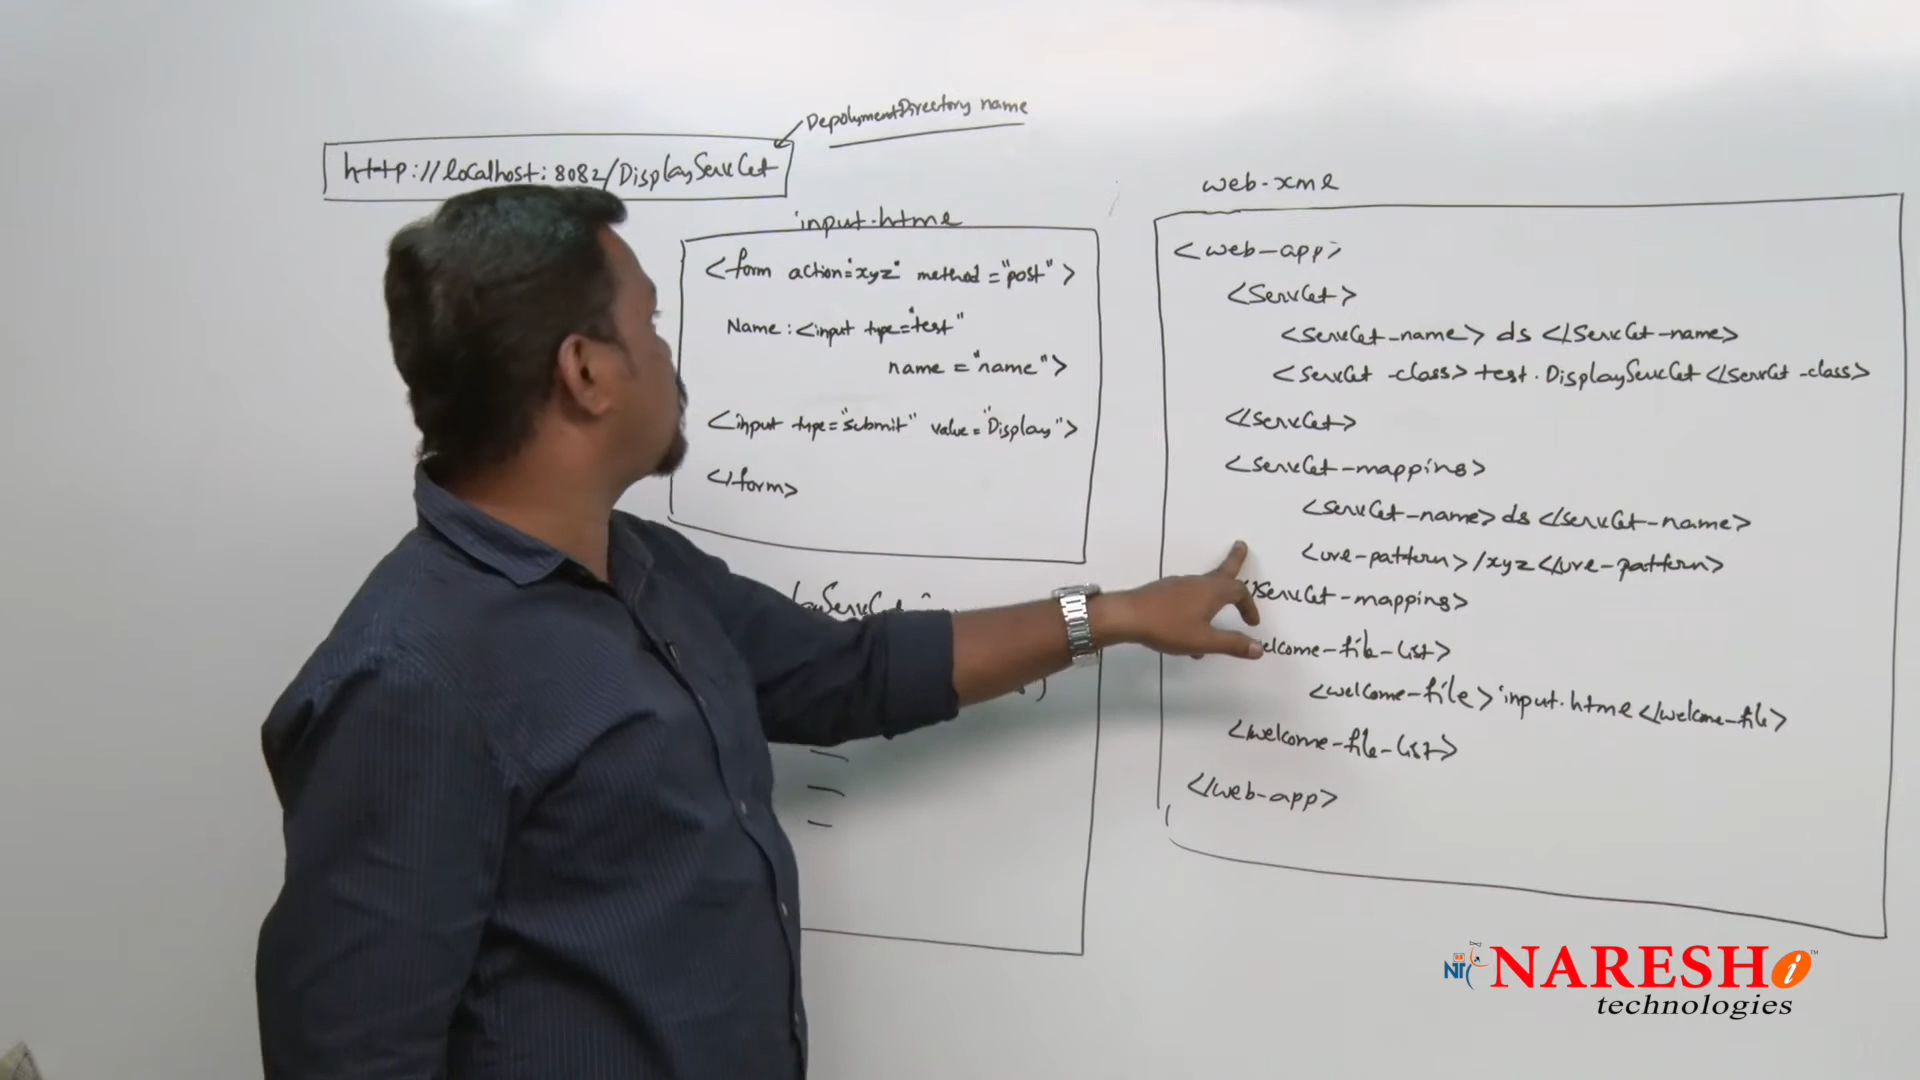 DepolymentDirectory name
http://localhost:8082/DisplayServlet
input.html
<form action="xyz" method="post">
Name:<input type="test"
name="name">
<input type="submit" value="Display">
</form>
web.xml
<web-app>
<servlet>
<servlet-name> ds </servlet-name>
<servlet-class> test.DisplayServlet </servlet-class>
</servlet>
<servlet-mapping>
<servlet-name> ds </servlet-name>
<url-pattern> /xyz </url-pattern>
</servlet-mapping>
welcome-file-list>
<welcome-file> input.html </welcome-file>
</welcome-file-list>
</web-app>
NARESH i ™
technologies